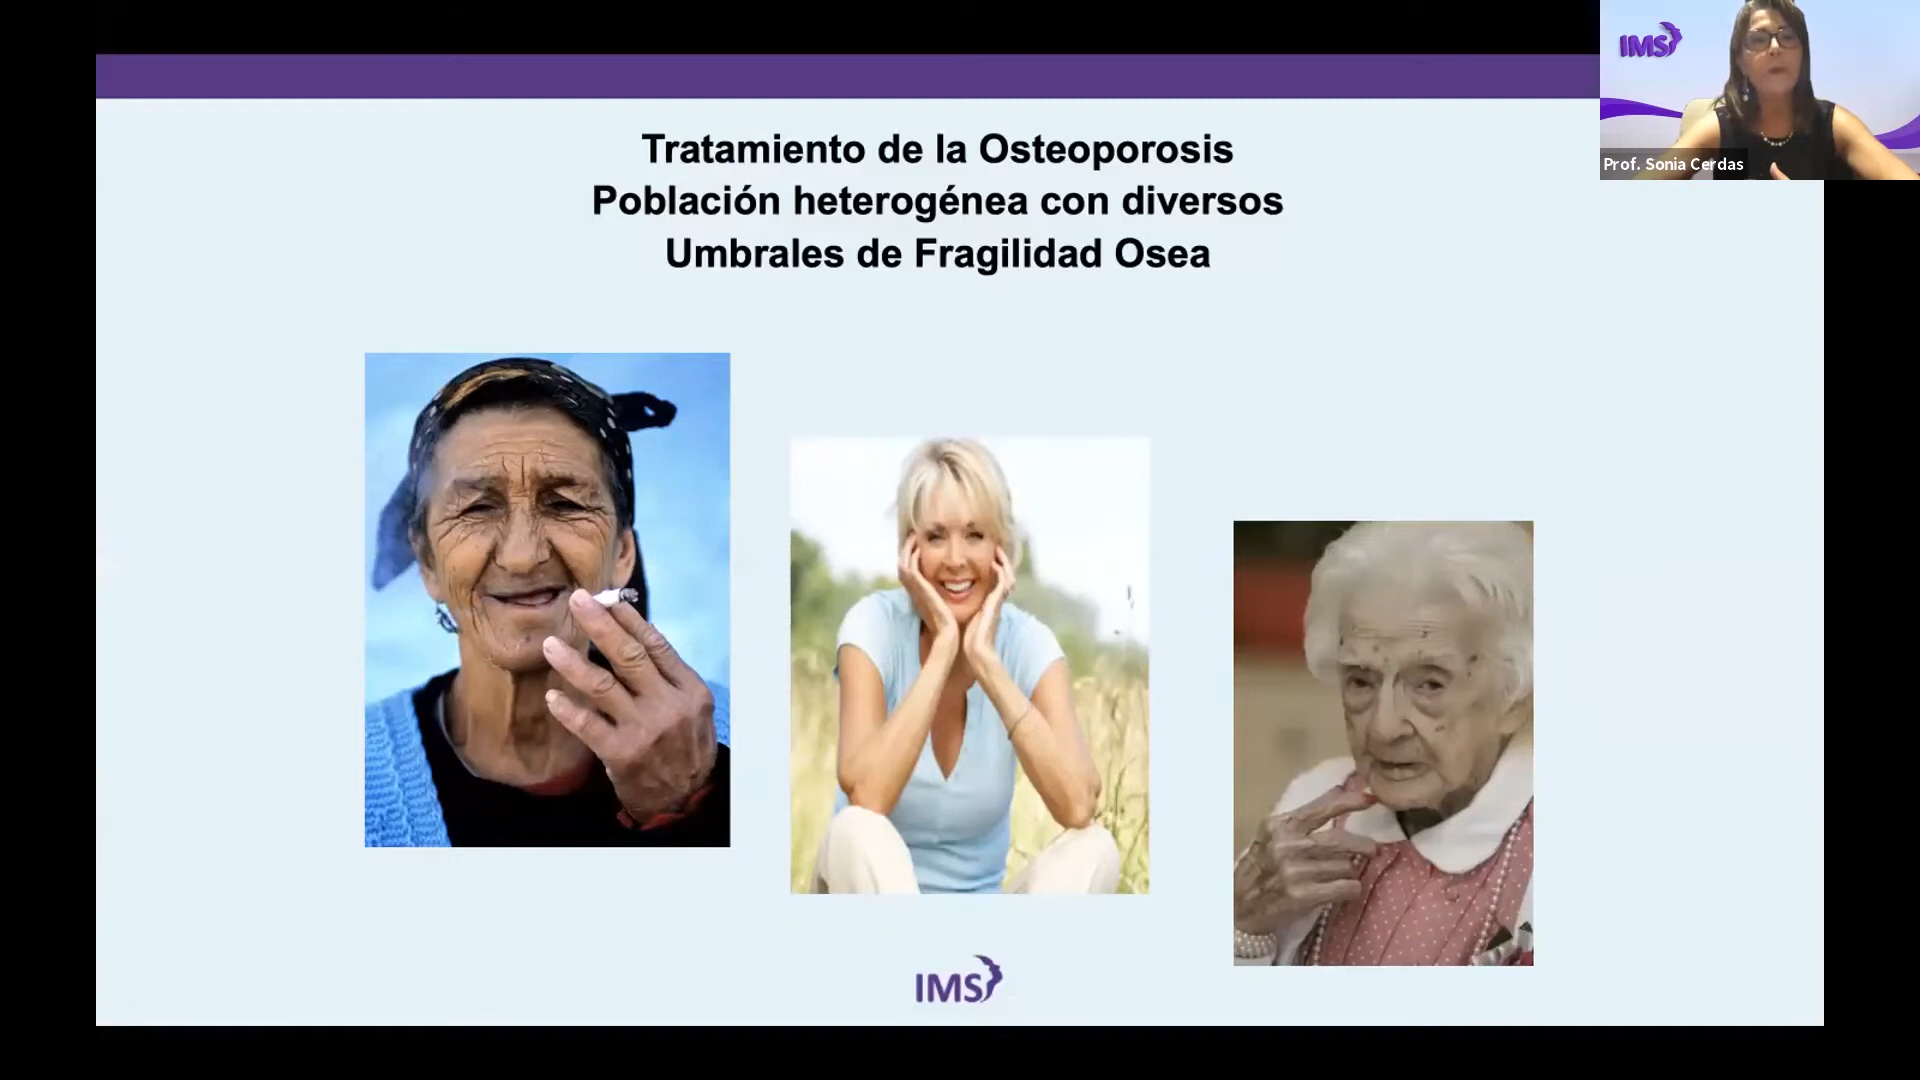 Tratamiento de la Osteoporosis
Población heterogénea con diversos
Umbrales de Fragilidad Osea
IMS
Prof. Sonia Cerdas
IMS